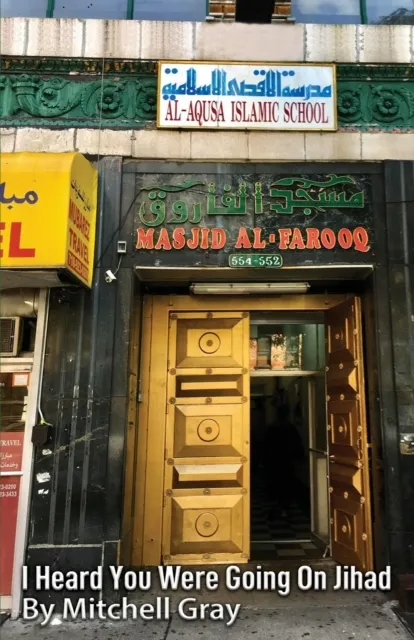 مدرسة الاقصى الاسلامية
AL-AQUSA ISLAMIC SCHOOL
مسجد الفاروق
MASJID AL-FAROOQ
554-552
TRAVEL
I Heard You Were Going On Jihad
By Mitchell Gray